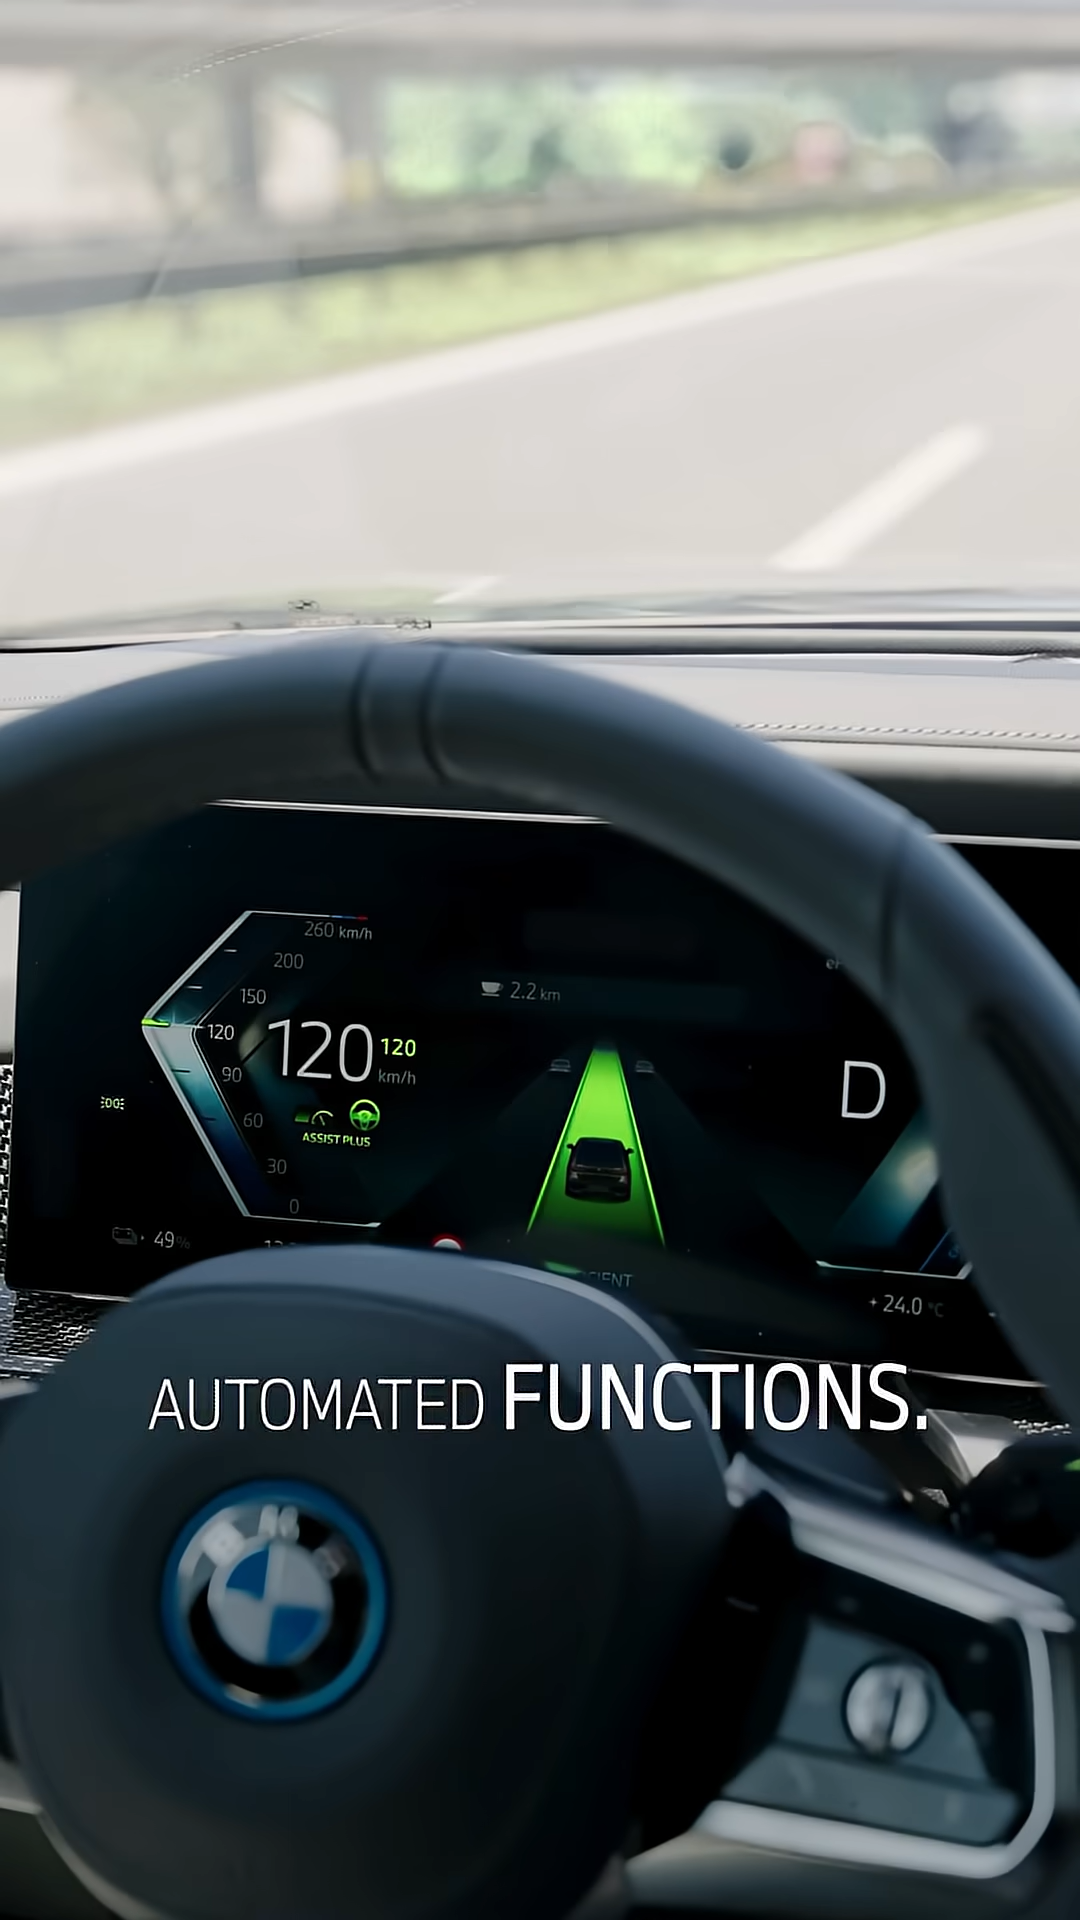 260 km/h
200
150
120
90
60
30
0
120 120
km/h
ASSIST PLUS
2.2 km
D
49%
+24.0 °C
AUTOMATED FUNCTIONS.